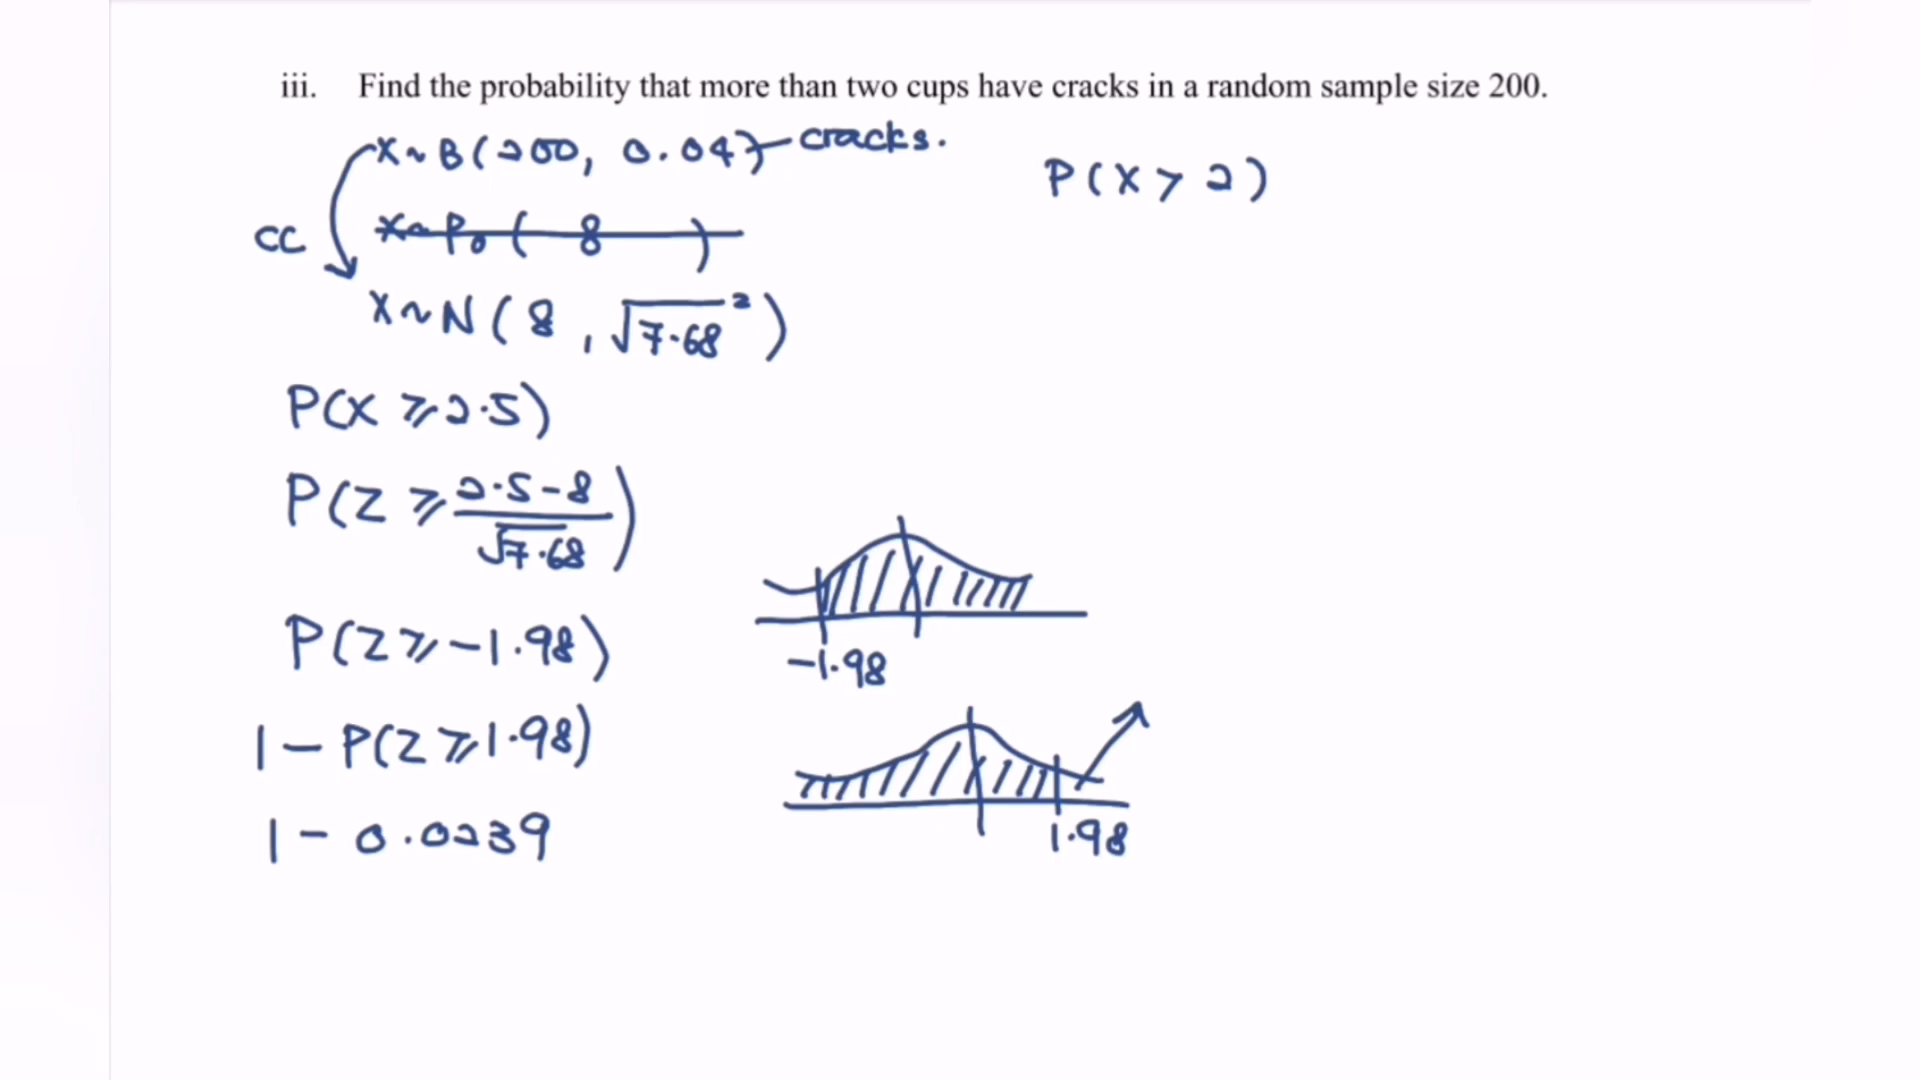 iii. Find the probability that more than two cups have cracks in a random sample size 200.
X~B(200, 0.04) - cracks.
P(X > 2)
cc
X~Po( 8 )
X~N(8, √7.68²)
P(X ≥ 2.5)
P(Z ≥ (2.5-8)/√7.68)
P(Z ≥ -1.98)
-1.98
1 - P(Z ≥ 1.98)
1 - 0.0239
1.98